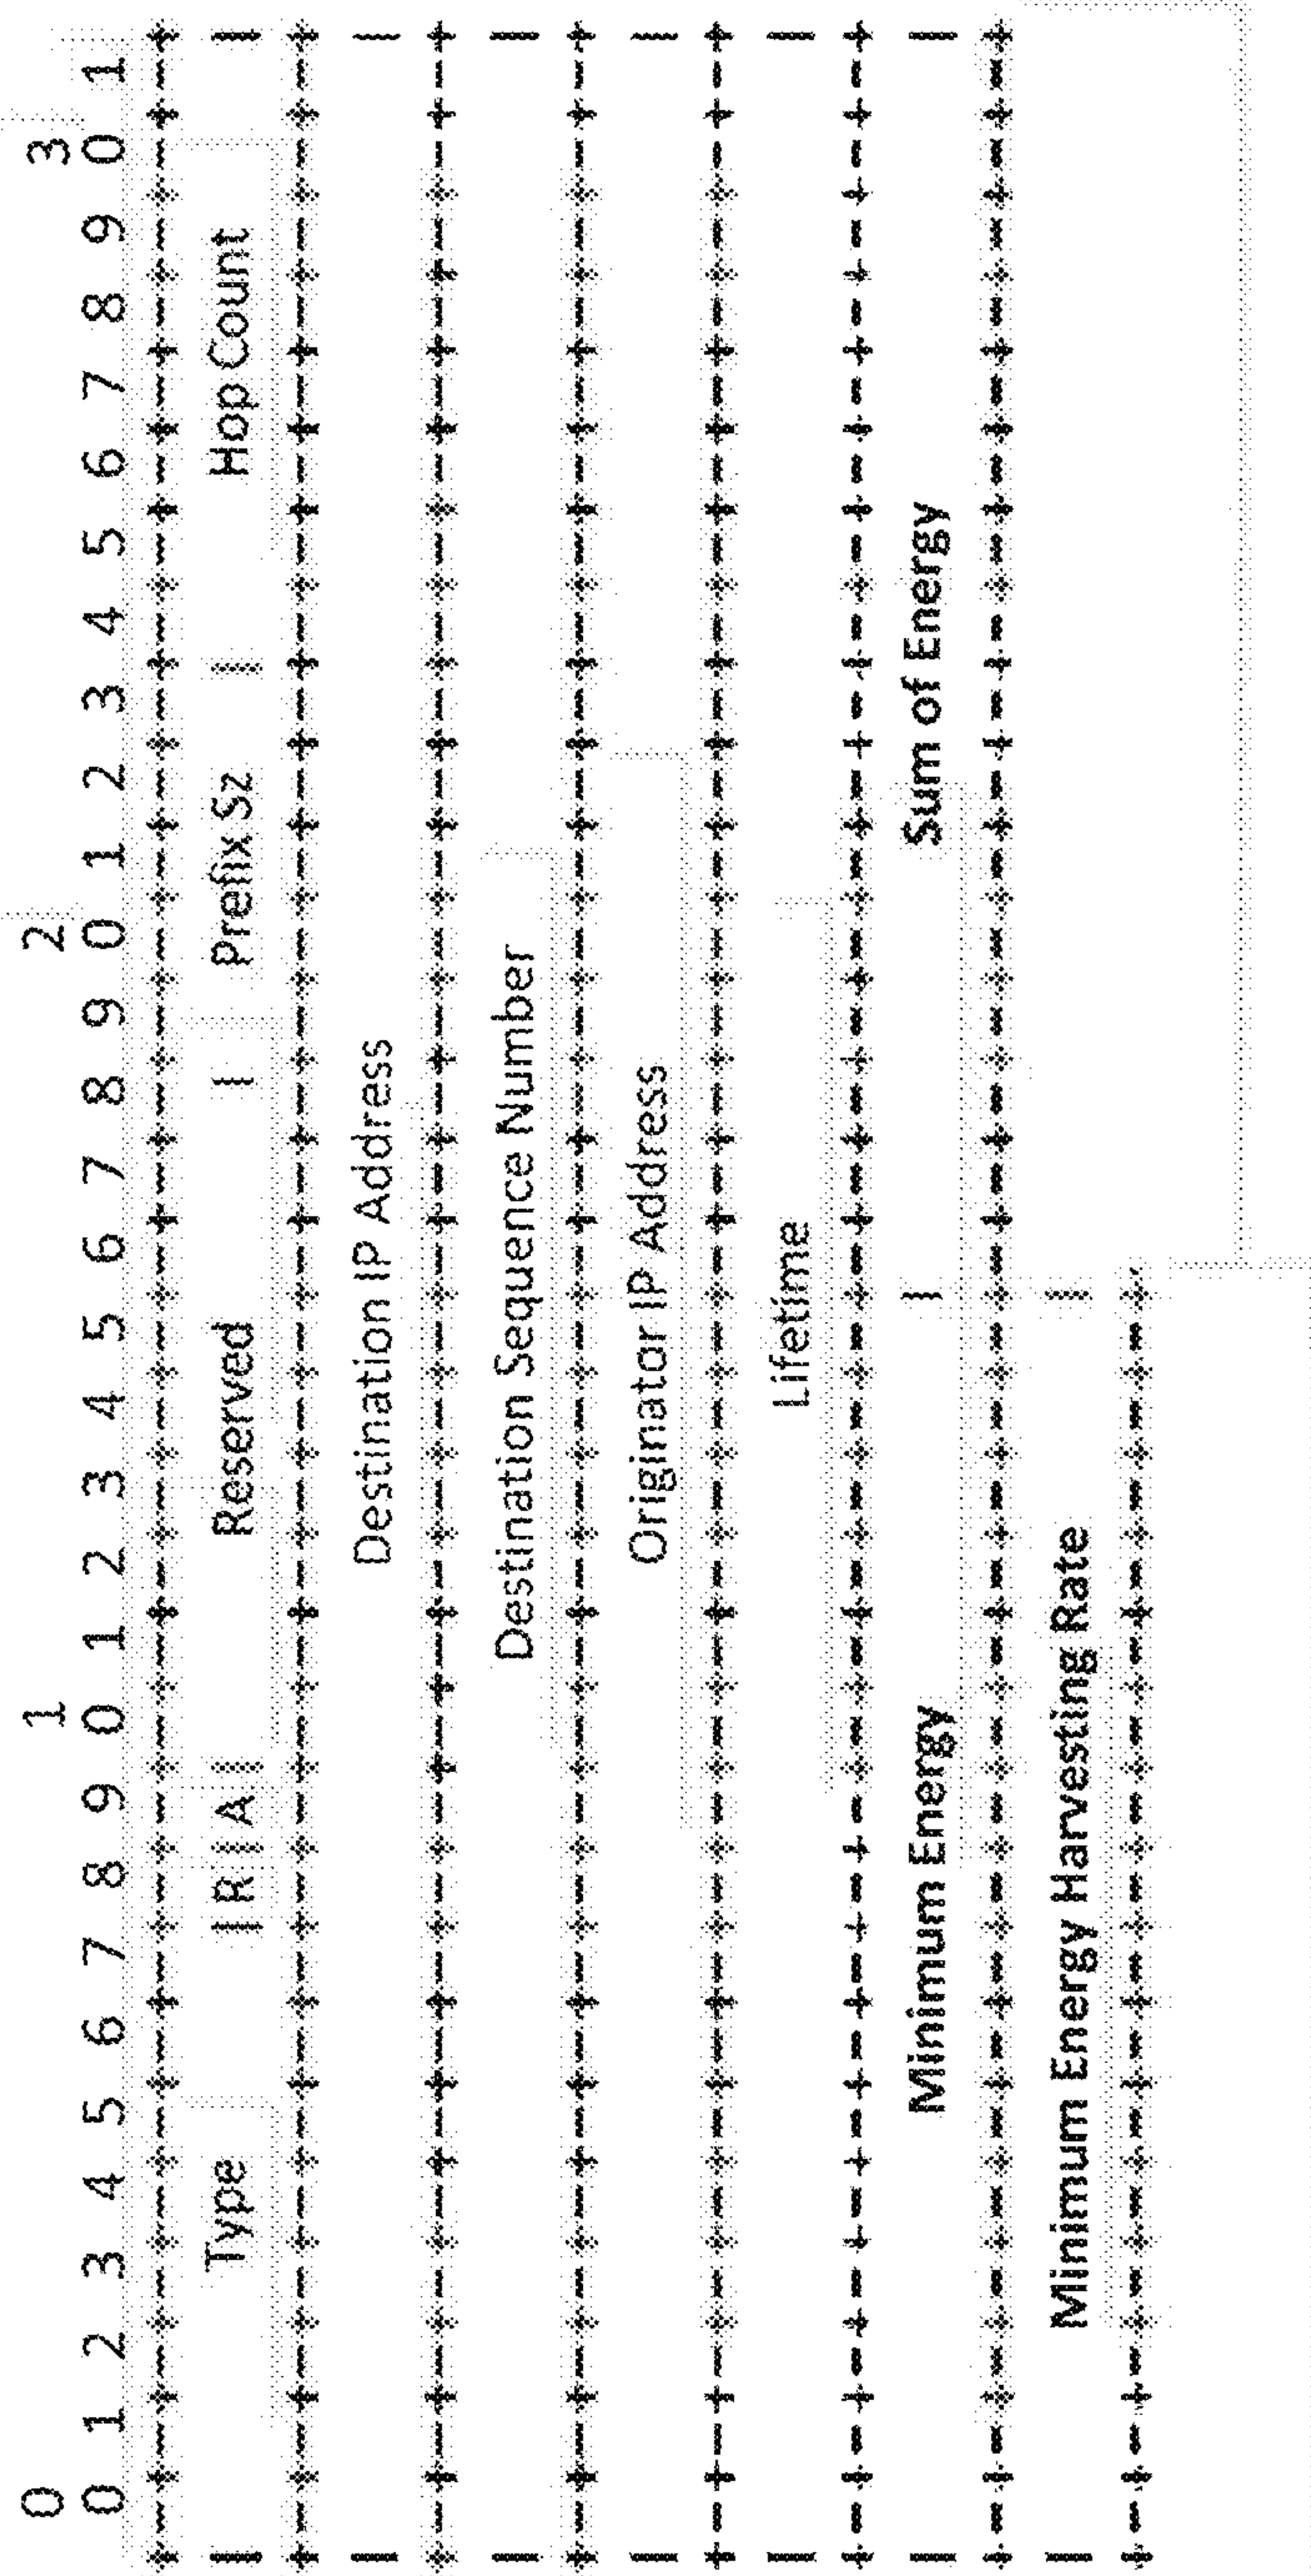 0 1 2 3
0 1 2 3 4 5 6 7 8 9 0 1 2 3 4 5 6 7 8 9 0 1 2 3 4 5 6 7 8 9 0 1
+-+-+-+-+-+-+-+-+-+-+-+-+-+-+-+-+-+-+-+-+-+-+-+-+-+-+-+-+-+-+-+-+
| Type |R|A| Reserved | Prefix Sz | Hop Count |
+-+-+-+-+-+-+-+-+-+-+-+-+-+-+-+-+-+-+-+-+-+-+-+-+-+-+-+-+-+-+-+-+
| Destination IP Address |
+-+-+-+-+-+-+-+-+-+-+-+-+-+-+-+-+-+-+-+-+-+-+-+-+-+-+-+-+-+-+-+-+
| Destination Sequence Number |
+-+-+-+-+-+-+-+-+-+-+-+-+-+-+-+-+-+-+-+-+-+-+-+-+-+-+-+-+-+-+-+-+
| Originator IP Address |
+-+-+-+-+-+-+-+-+-+-+-+-+-+-+-+-+-+-+-+-+-+-+-+-+-+-+-+-+-+-+-+-+
| Lifetime |
+-+-+-+-+-+-+-+-+-+-+-+-+-+-+-+-+-+-+-+-+-+-+-+-+-+-+-+-+-+-+-+-+
| Minimum Energy | Sum of Energy |
+-+-+-+-+-+-+-+-+-+-+-+-+-+-+-+-+-+-+-+-+-+-+-+-+-+-+-+-+-+-+-+-+
| Minimum Energy Harvesting Rate |
+-+-+-+-+-+-+-+-+-+-+-+-+-+-+-+-+